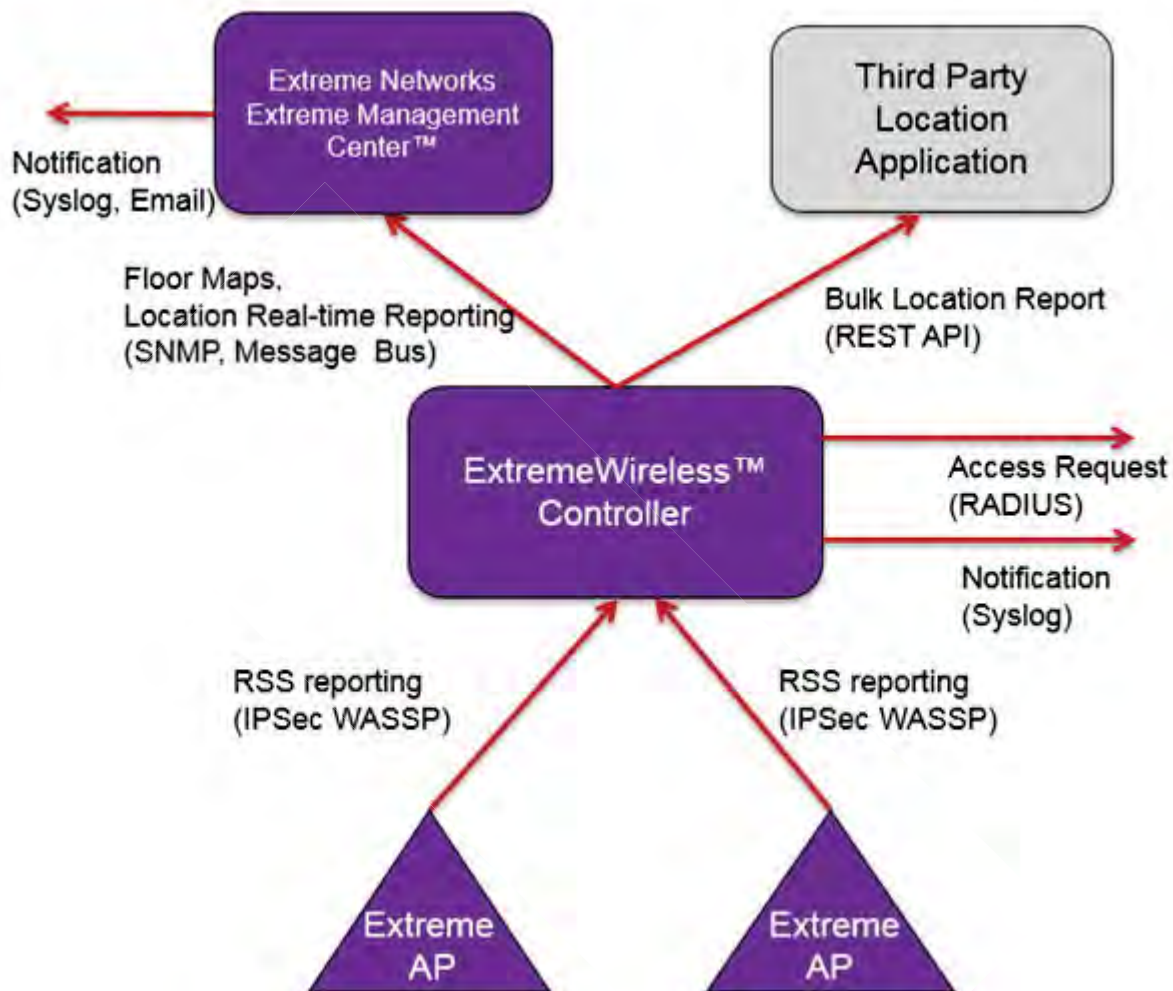 Extreme Networks
Extreme Management
Center™
Third Party
Location
Application
Notification
(Syslog, Email)
Floor Maps,
Location Real-time Reporting
(SNMP, Message Bus)
Bulk Location Report
(REST API)
ExtremeWireless™
Controller
Access Request
(RADIUS)
Notification
(Syslog)
RSS reporting
(IPSec WASSP)
RSS reporting
(IPSec WASSP)
Extreme
AP
Extreme
AP